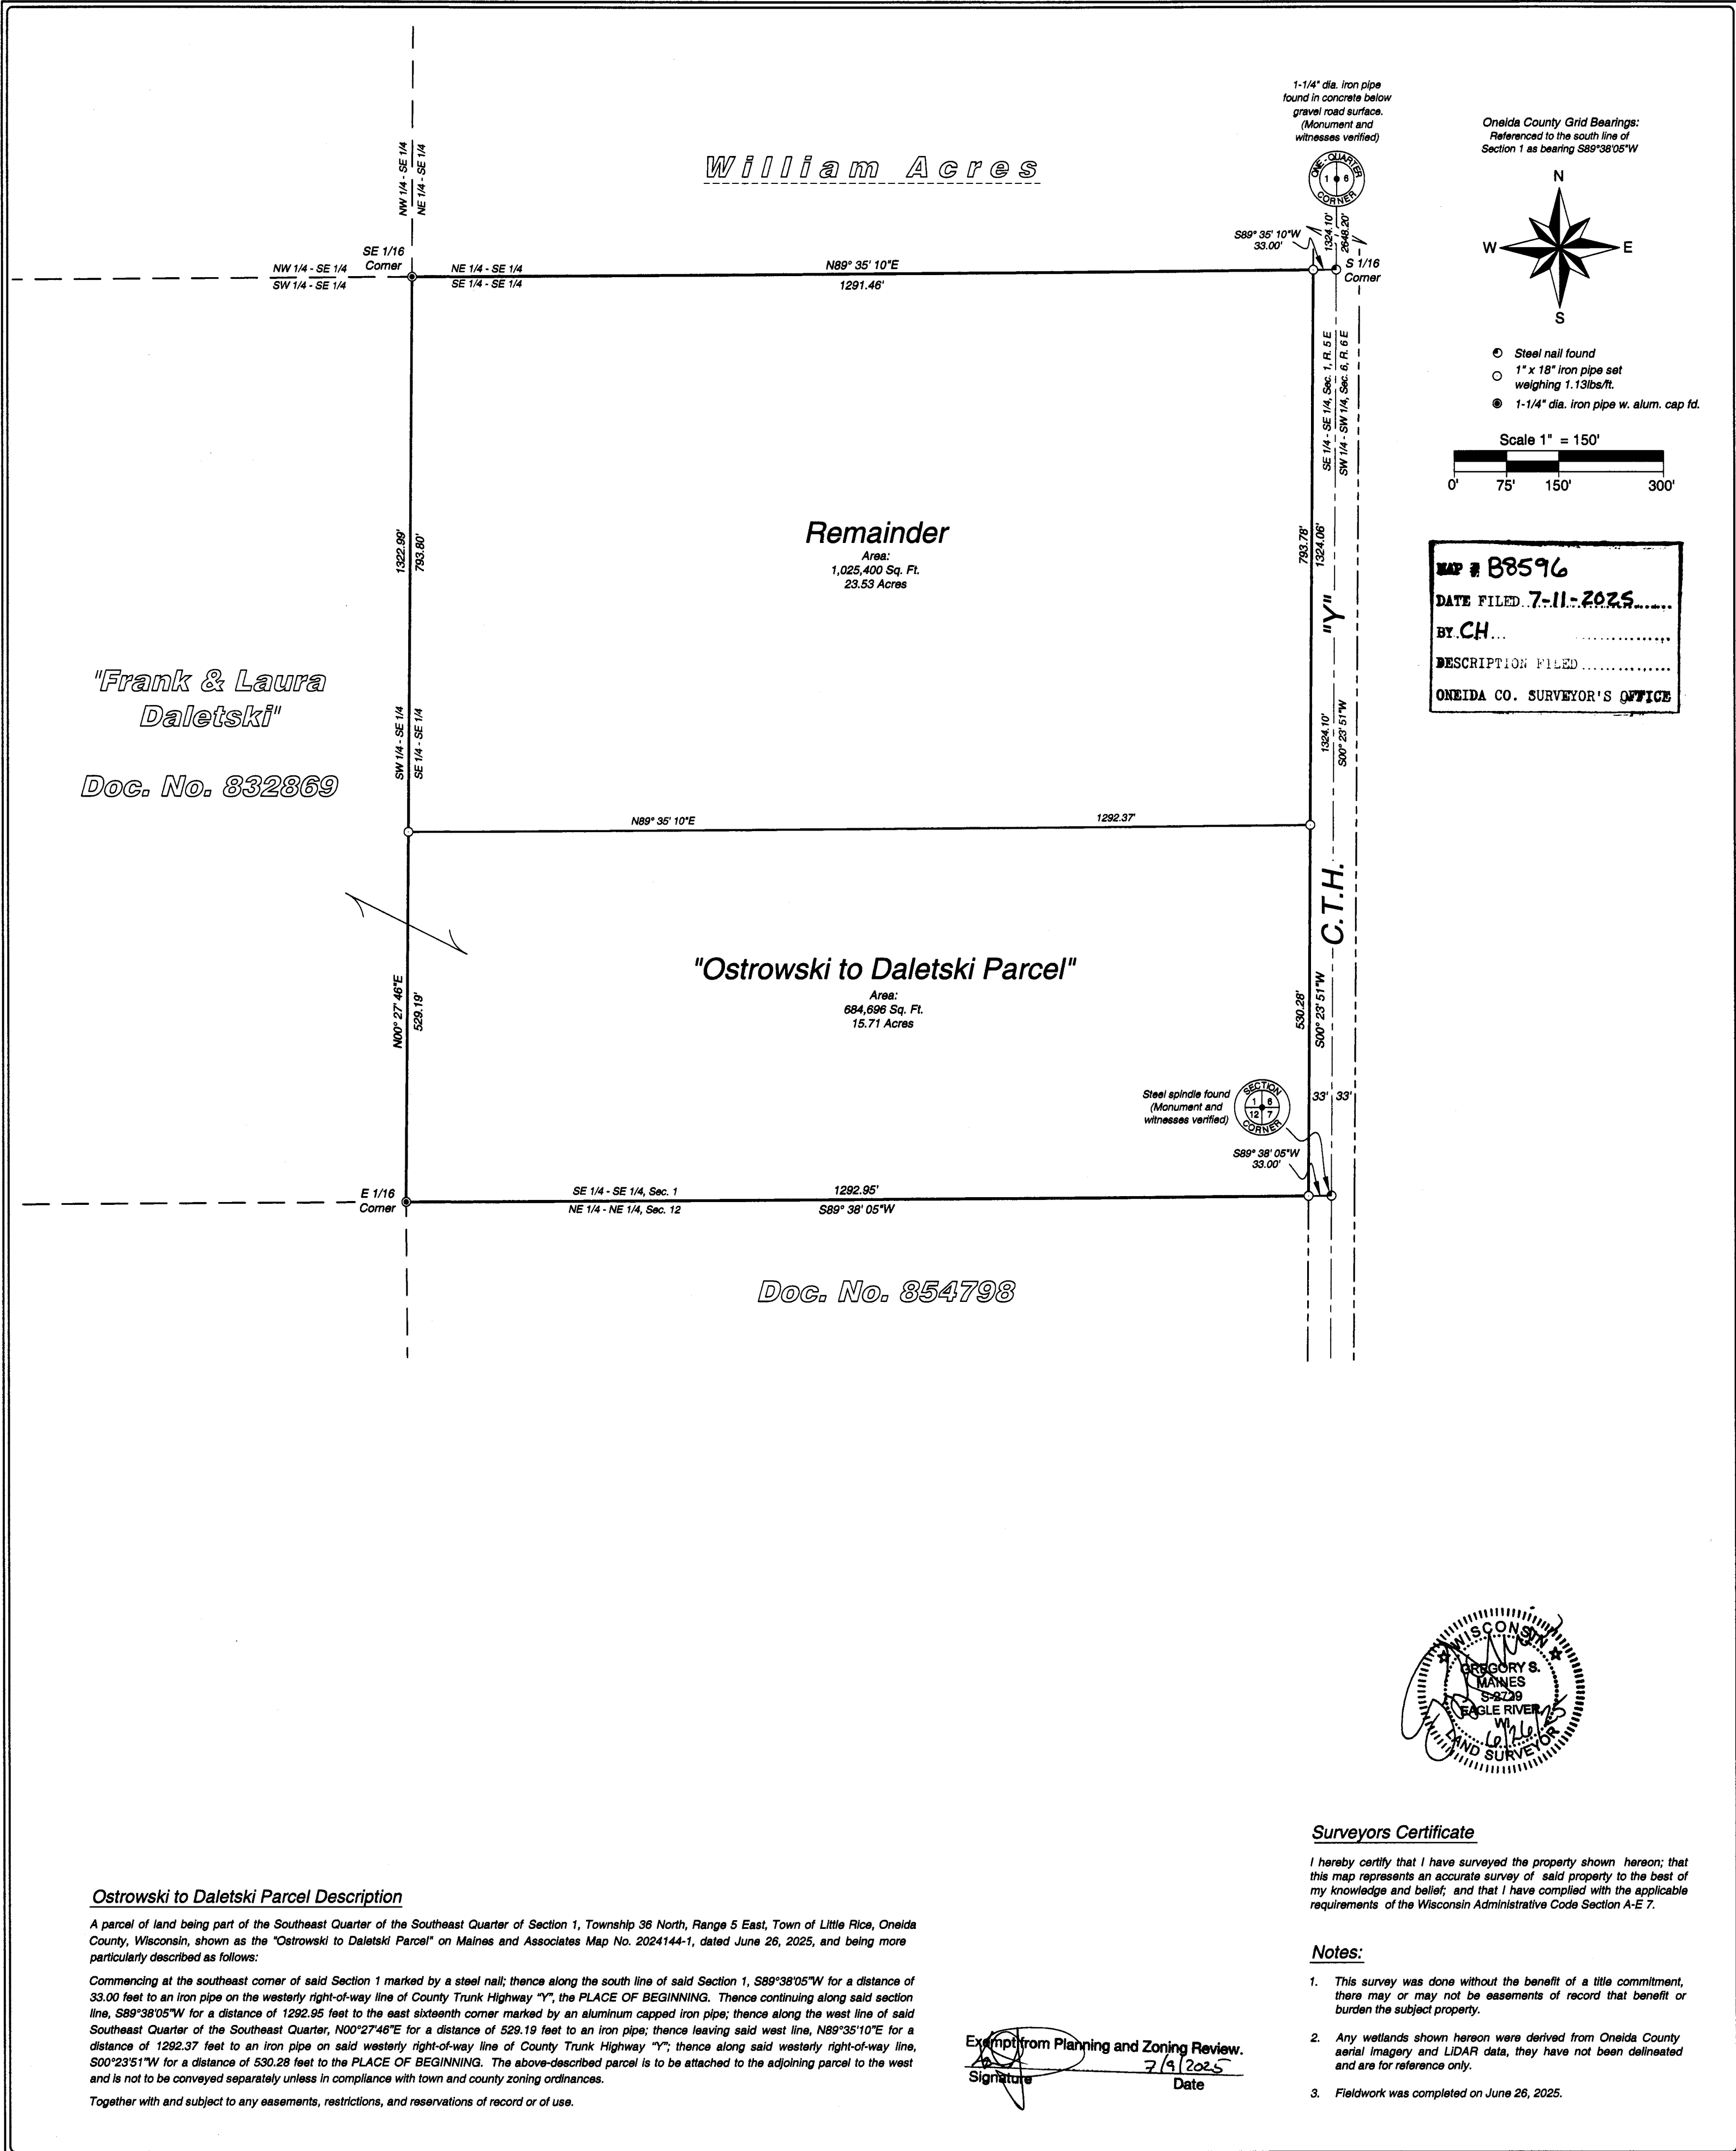 1-1/4" dia. iron pipe
found in concrete below
gravel road surface.
(Monument and
witnesses verified)
ONE-QUARTER
1 6
CORNER
Oneida County Grid Bearings:
Referenced to the south line of
Section 1 as bearing S89°38'05"W
N
W E
S
William Acres
NW 1/4 - SE 1/4
NE 1/4 - SE 1/4
SE 1/16
Corner
NW 1/4 - SE 1/4
SW 1/4 - SE 1/4
NE 1/4 - SE 1/4
SE 1/4 - SE 1/4
N89° 35' 10"E
1291.46'
S89° 35' 10"W
33.00'
1324.10'
2648.20'
S 1/16
Corner
SE 1/4 - SE 1/4, Sec. 1, R. 5 E
SW 1/4 - SW 1/4, Sec. 6, R. 6 E
Steel nail found
1" x 18" iron pipe set
weighing 1.13lbs/ft.
1-1/4" dia. iron pipe w. alum. cap fd.
Scale 1" = 150'
0' 75' 150' 300'
MAP # B8596
DATE FILED 7-11-2025
BY CH
DESCRIPTION FILED
ONEIDA CO. SURVEYOR'S OFFICE
Remainder
Area:
1,025,400 Sq. Ft.
23.53 Acres
1322.99'
793.80'
793.78'
1324.06'
"Frank & Laura
Daletski"
Doc. No. 832869
SW 1/4 - SE 1/4
SE 1/4 - SE 1/4
C.T.H. "Y"
1324.10'
S00° 23' 51"W
N89° 35' 10"E 1292.37'
"Ostrowski to Daletski Parcel"
Area:
684,696 Sq. Ft.
15.71 Acres
N00° 27' 46"E
529.19'
530.28'
S00° 23' 51"W
33' 33'
Steel spindle found
(Monument and
witnesses verified)
SECTION
1 6
12 7
CORNER
S89° 38' 05"W
33.00'
E 1/16
Corner
SE 1/4 - SE 1/4, Sec. 1
NE 1/4 - NE 1/4, Sec. 12
1292.95'
S89° 38' 05"W
Doc. No. 854798
WISCONSIN
GREGORY S.
MAINES
S-2729
EAGLE RIVER,
WI
6/26/25
LAND SURVEYOR
Surveyors Certificate
I hereby certify that I have surveyed the property shown hereon; that
this map represents an accurate survey of said property to the best of
my knowledge and belief; and that I have complied with the applicable
requirements of the Wisconsin Administrative Code Section A-E 7.
Notes:
1. This survey was done without the benefit of a title commitment,
there may or may not be easements of record that benefit or
burden the subject property.
2. Any wetlands shown hereon were derived from Oneida County
aerial imagery and LiDAR data, they have not been delineated
and are for reference only.
3. Fieldwork was completed on June 26, 2025.
Ostrowski to Daletski Parcel Description
A parcel of land being part of the Southeast Quarter of the Southeast Quarter of Section 1, Township 36 North, Range 5 East, Town of Little Rice, Oneida
County, Wisconsin, shown as the "Ostrowski to Daletski Parcel" on Maines and Associates Map No. 2024144-1, dated June 26, 2025, and being more
particularly described as follows:
Commencing at the southeast corner of said Section 1 marked by a steel nail; thence along the south line of said Section 1, S89°38'05"W for a distance of
33.00 feet to an iron pipe on the westerly right-of-way line of County Trunk Highway "Y", the PLACE OF BEGINNING. Thence continuing along said section
line, S89°38'05"W for a distance of 1292.95 feet to the east sixteenth corner marked by an aluminum capped iron pipe; thence along the west line of said
Southeast Quarter of the Southeast Quarter, N00°27'46"E for a distance of 529.19 feet to an iron pipe; thence leaving said west line, N89°35'10"E for a
distance of 1292.37 feet to an iron pipe on said westerly right-of-way line of County Trunk Highway "Y"; thence along said westerly right-of-way line,
S00°23'51"W for a distance of 530.28 feet to the PLACE OF BEGINNING. The above-described parcel is to be attached to the adjoining parcel to the west
and is not to be conveyed separately unless in compliance with town and county zoning ordinances.
Together with and subject to any easements, restrictions, and reservations of record or of use.
Exempt from Planning and Zoning Review.
7/9/2025
Signature Date